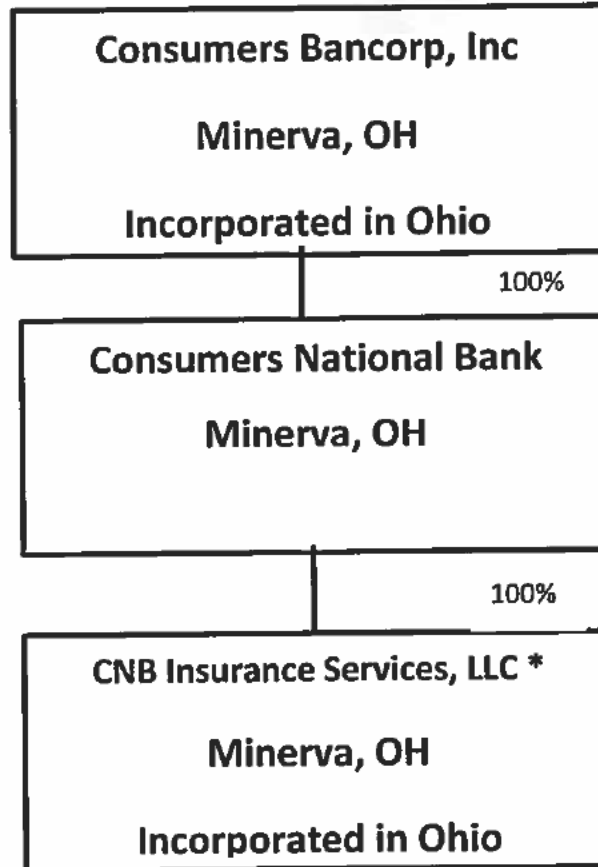 Consumers Bancorp, Inc
Minerva, OH
Incorporated in Ohio
100%
Consumers National Bank
Minerva, OH
100%
CNB Insurance Services, LLC *
Minerva, OH
Incorporated in Ohio